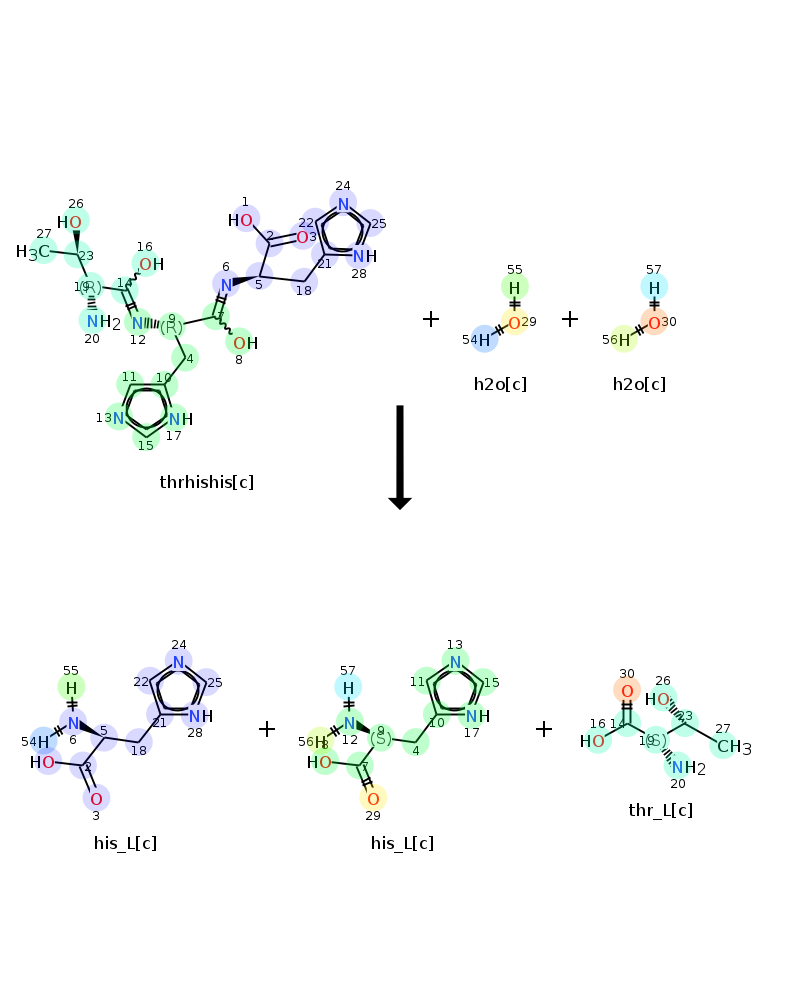 24
26 1 N 25
HO HO 22
16 2 O 3
OH 21 NH
H3C 23 6 28
27 N 5 18
19 (R) 14 55 57
9 7 H H
NH2 N (R) + O 29 + O 30
20 12 OH 54 H 56 H
4 8
11 10 h2o[c] h2o[c]
13 N NH
17
15
thrhishis[c]
24 13
55 N 57 N 30 26
H 22 25 H 11 15 O HO
21 NH 10 NH 16 14 23 27
N 5 28 N 9 17 HO 19 (S) CH3
54 H 6 18 + 56 H 12 (S) 4 + NH2
HO 2 HO 8 7 20
O O thr_L[c]
3 29
his_L[c] his_L[c]